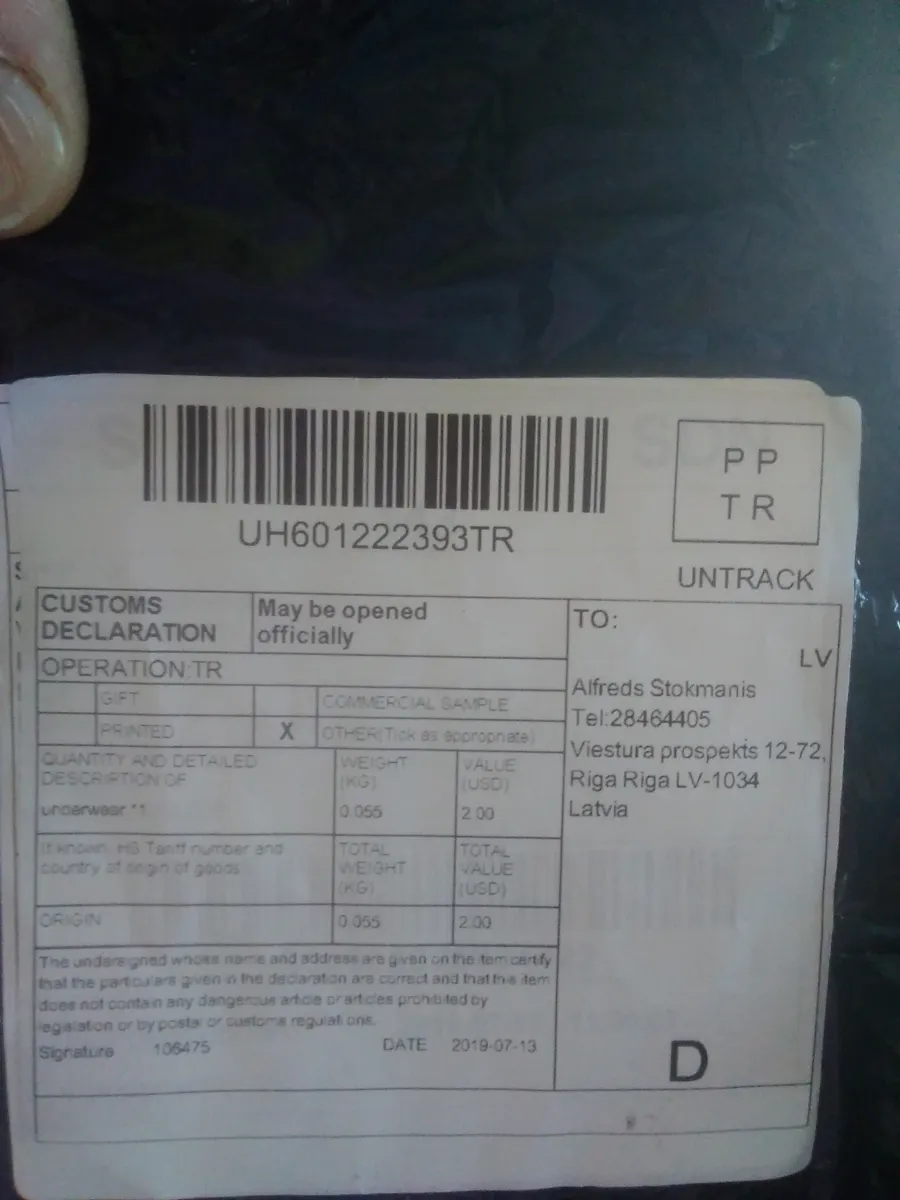 UH601222393TR
PP
TR
UNTRACK
CUSTOMS
DECLARATION
May be opened
officially
OPERATION:TR
GIFT
COMMERCIAL SAMPLE
PRINTED
X
OTHER(Tick as appropriate)
QUANTITY AND DETAILED
DESCRIPTION OF
WEIGHT
(KG)
VALUE
(USD)
underwear *1
0.055
2.00
If known, HS Tariff number and
country of origin of goods
TOTAL
WEIGHT
(KG)
TOTAL
VALUE
(USD)
ORIGIN
0.055
2.00
The undersigned whose name and address are given on the item certify
that the particulars given in the declaration are correct and that this item
does not contain any dangerous article or articles prohibited by
legislation or by postal or customs regulations.
Signature 106475 DATE 2019-07-13
TO:
LV
Alfreds Stokmanis
Tel:28464405
Viestura prospekts 12-72,
Riga Riga LV-1034
Latvia
D